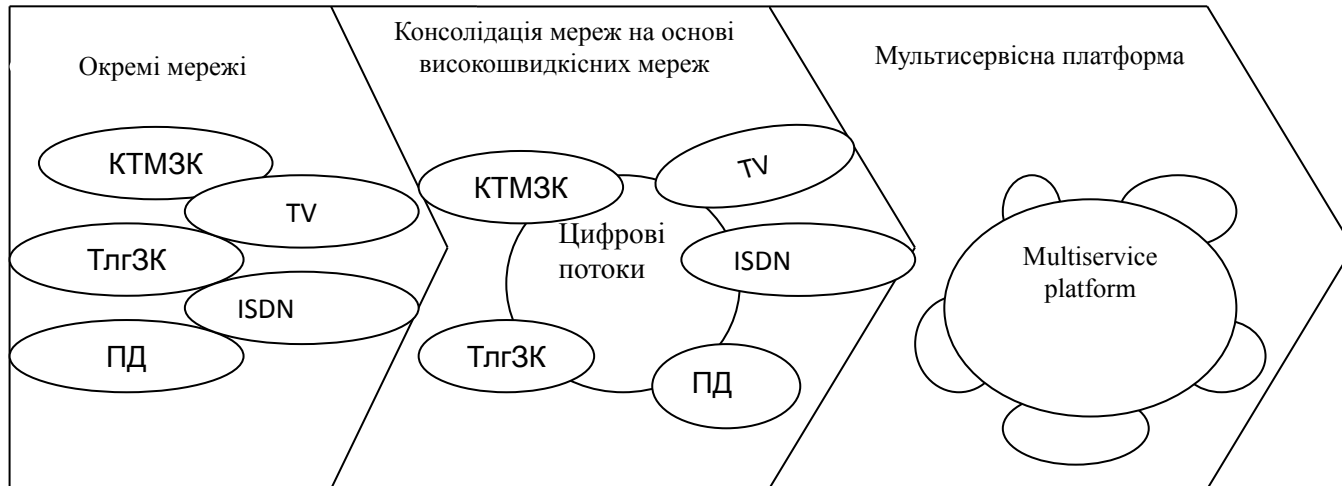 Окремі мережі
КТМЗК
TV
ТлгЗК
ISDN
ПД
Консолідація мереж на основі
високошвидкісних мереж
КТМЗК
TV
Цифрові
потоки
ISDN
ТлгЗК
ПД
Мультисервісна платформа
Multiservice
platform